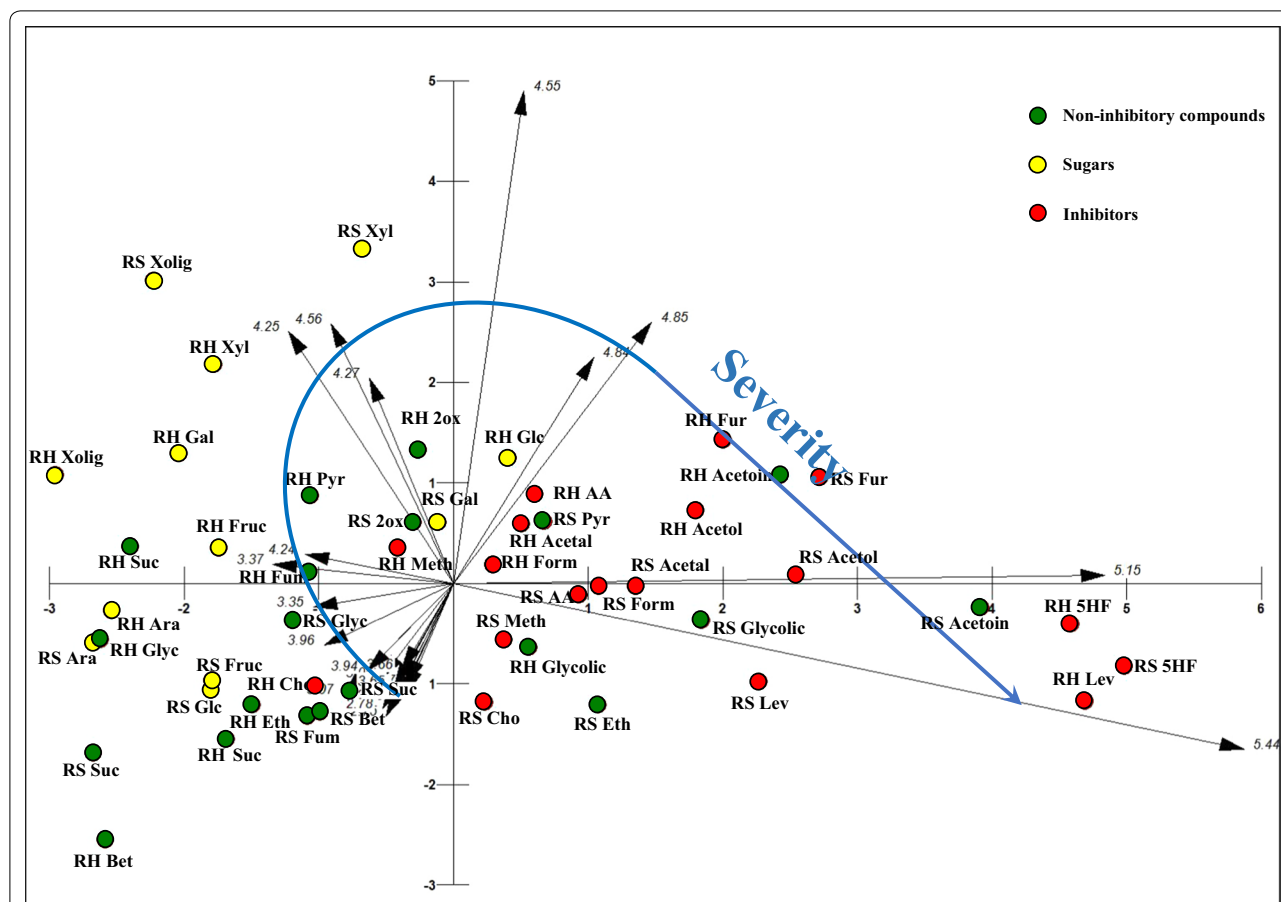 5
4.55
Non-inhibitory compounds
4
Sugars
Inhibitors
RS Xyl
RS Xolig
3
4.85
4.56
4.25
RH Xyl
4.84
2
4.27
Severity
RH 2ox
RH Fur
RH Gal
RH Glc
RH Xolig
RH Acetoin
RS Fur
1
RH Pyr
RH AA
RS Gal
RS 2ox
RS Pyr
RH Acetal
RH Acetol
RH Fruc
RH Suc
4.24
3.37
RH Meth
RH Form
RS Acetal
RS Acetol
RH Fum
5.15
-3
-2
1
2
3
4
5
6
RS AA
RS Form
3.35
RH Ara
RS Glyc
RS Meth
RS Glycolic
RS Acetoin
RH 5HF
3.96
RS Ara
RH Glyc
RH Glycolic
RS Fruc
3.94
RS 5HF
RH Cho
RS Suc
-1
RH Lev
RS Glc
2.78
RS Lev
RH Eth
RS Bet
RS Cho
RS Eth
RS Fum
5.44
RH Suc
RS Suc
-2
RH Bet
-3